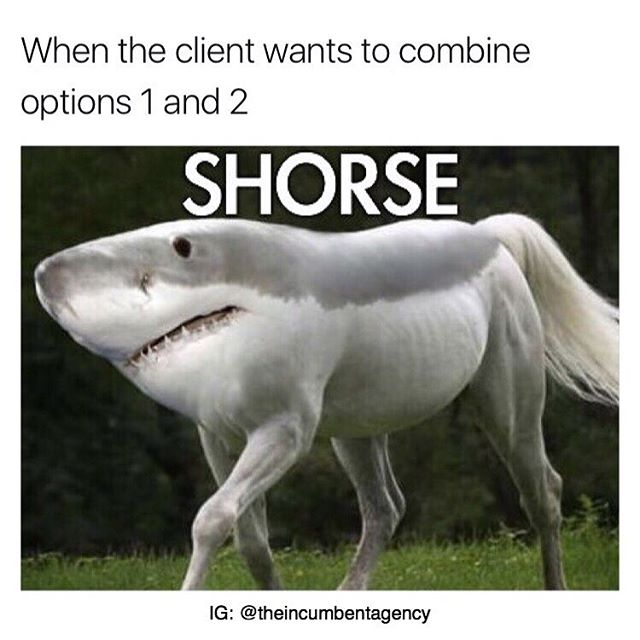 When the client wants to combine
options 1 and 2
SHORSE
IG: @theincumbentagency